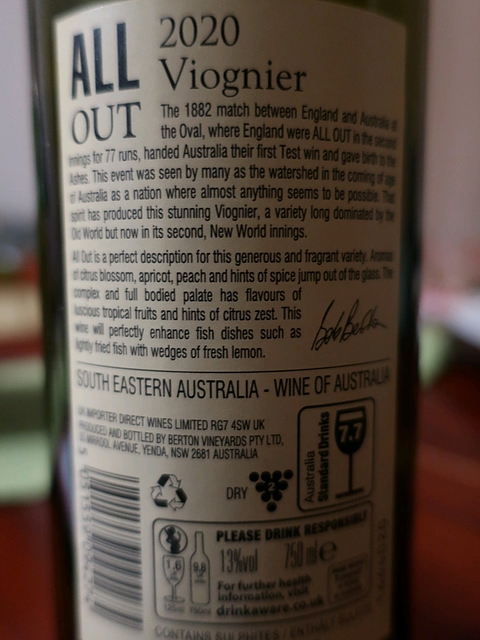 ALL
OUT
2020
Viognier
The 1882 match between England and Australia at
the Oval, where England were ALL OUT in the second
innings for 77 runs, handed Australia their first Test win and gave birth to the
Ashes. This event was seen by many as the watershed in the coming of age
of Australia as a nation where almost anything seems to be possible. That
spirit has produced this stunning Viognier, a variety long dominated by the
Old World but now in its second, New World innings.
All Out is a perfect description for this generous and fragrant variety. Aromas
of citrus blossom, apricot, peach and hints of spice jump out of the glass. The
complex and full bodied palate has flavours of
luscious tropical fruits and hints of citrus zest. This
wine will perfectly enhance fish dishes such as
lightly fried fish with wedges of fresh lemon.
SOUTH EASTERN AUSTRALIA - WINE OF AUSTRALIA
UK IMPORTER DIRECT WINES LIMITED RG7 4SW UK
PRODUCED AND BOTTLED BY BERTON VINEYARDS PTY LTD,
MIRROOL AVENUE, YENDA, NSW 2681 AUSTRALIA
Australia
Standard Drinks
7.7
DRY
2
PLEASE DRINK RESPONSIBLY
13%vol 750 ml e
1.6
9.8
125ml
750ml
For further health
information, visit
drinkaware.co.uk
CONTAINS SULPHITES /